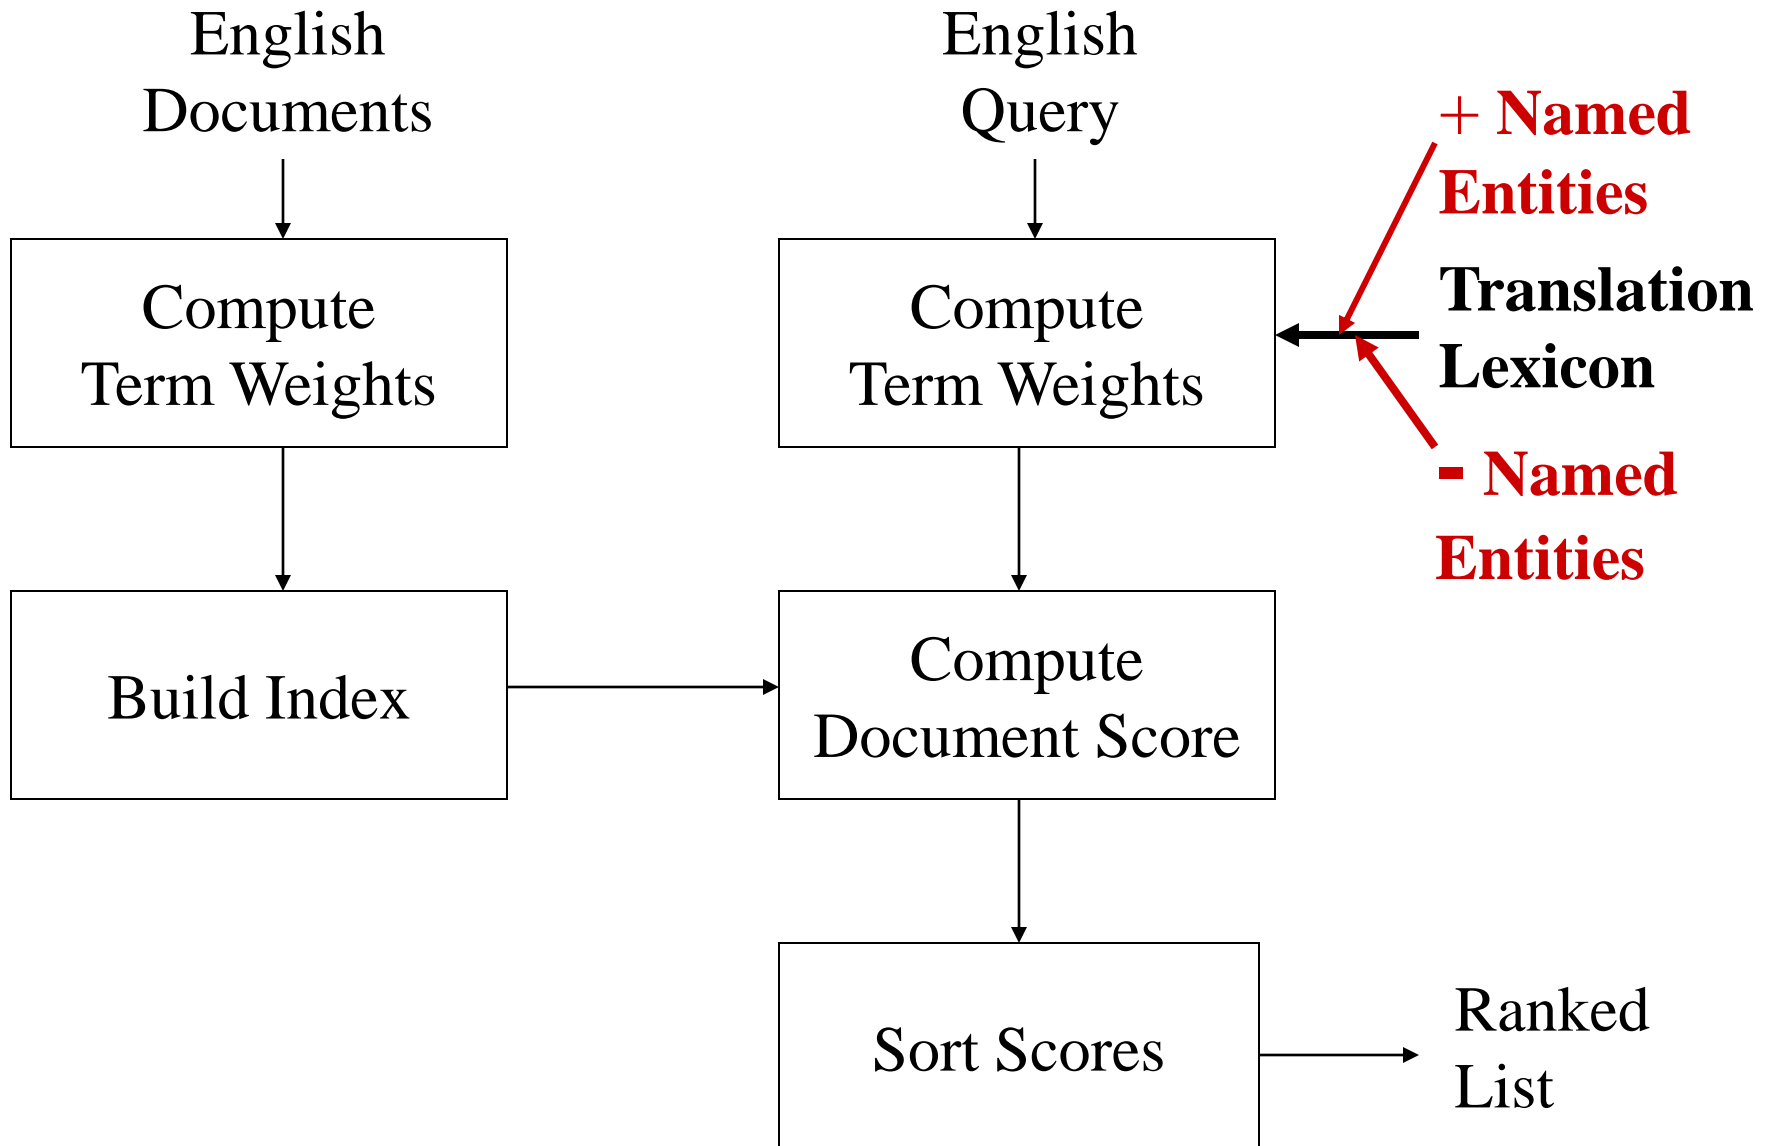 English
Documents
English
Query
+ Named
Entities
Compute
Term Weights
Compute
Term Weights
Translation
Lexicon
- Named
Entities
Build Index
Compute
Document Score
Sort Scores
Ranked
List